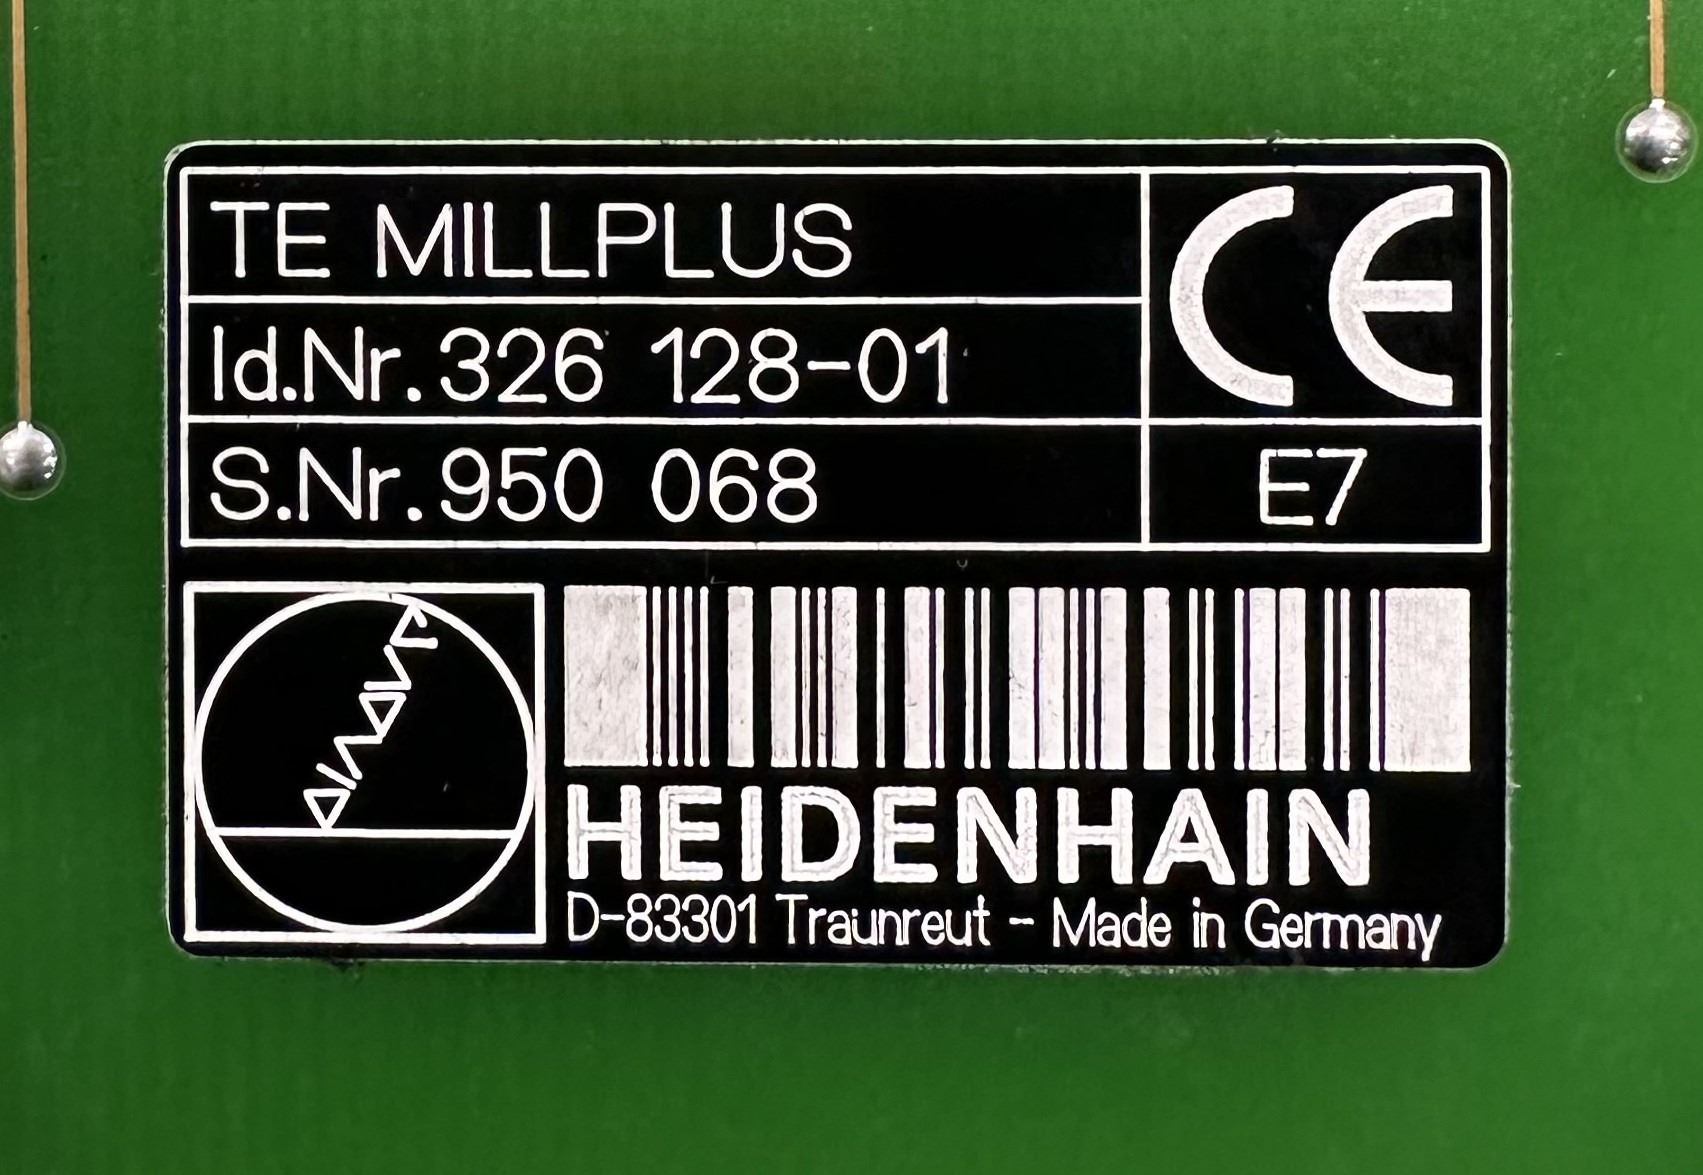 TE MILLPLUS
CE
Id.Nr. 326 128-01
S.Nr. 950 068
E7
HEIDENHAIN
D-83301 Traunreut - Made in Germany